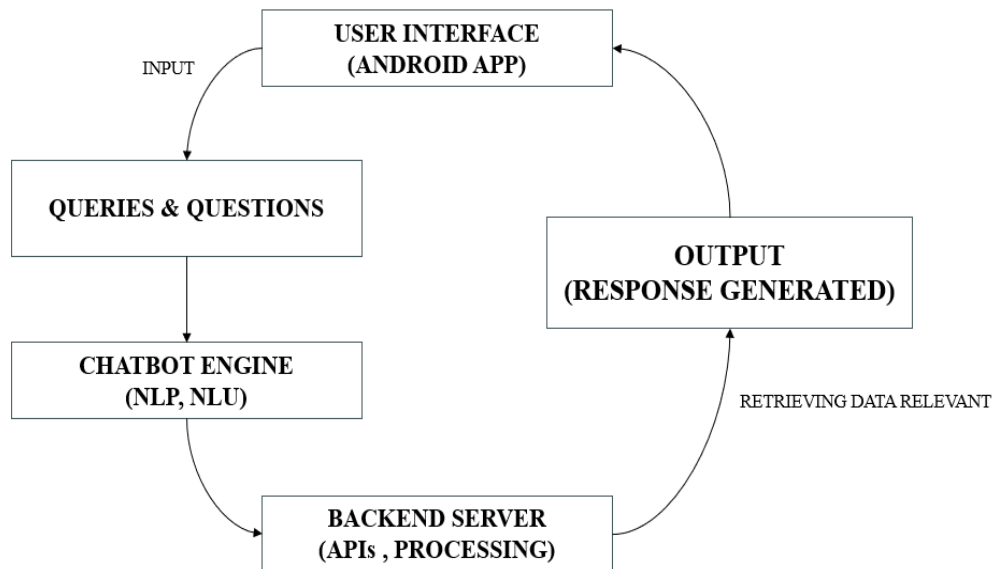 USER INTERFACE
(ANDROID APP)
INPUT
QUERIES & QUESTIONS
OUTPUT
(RESPONSE GENERATED)
CHATBOT ENGINE
(NLP, NLU)
RETRIEVING DATA RELEVANT
BACKEND SERVER
(APIs , PROCESSING)